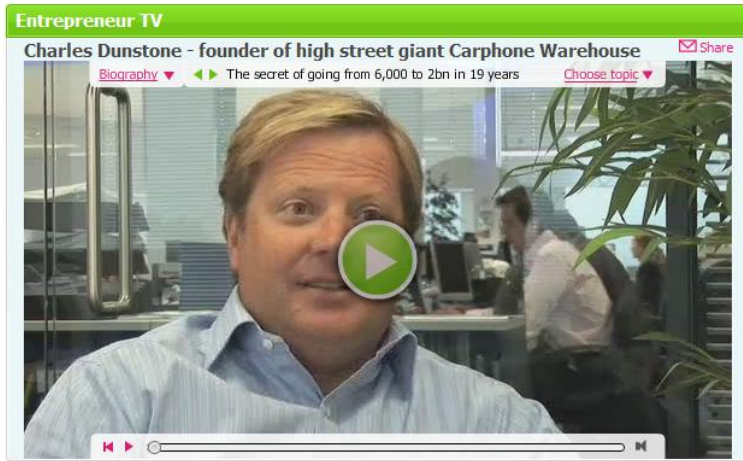 Entrepreneur TV
Charles Dunstone - founder of high street giant Carphone Warehouse
Share
Biography
The secret of going from 6,000 to 2bn in 19 years
Choose topic